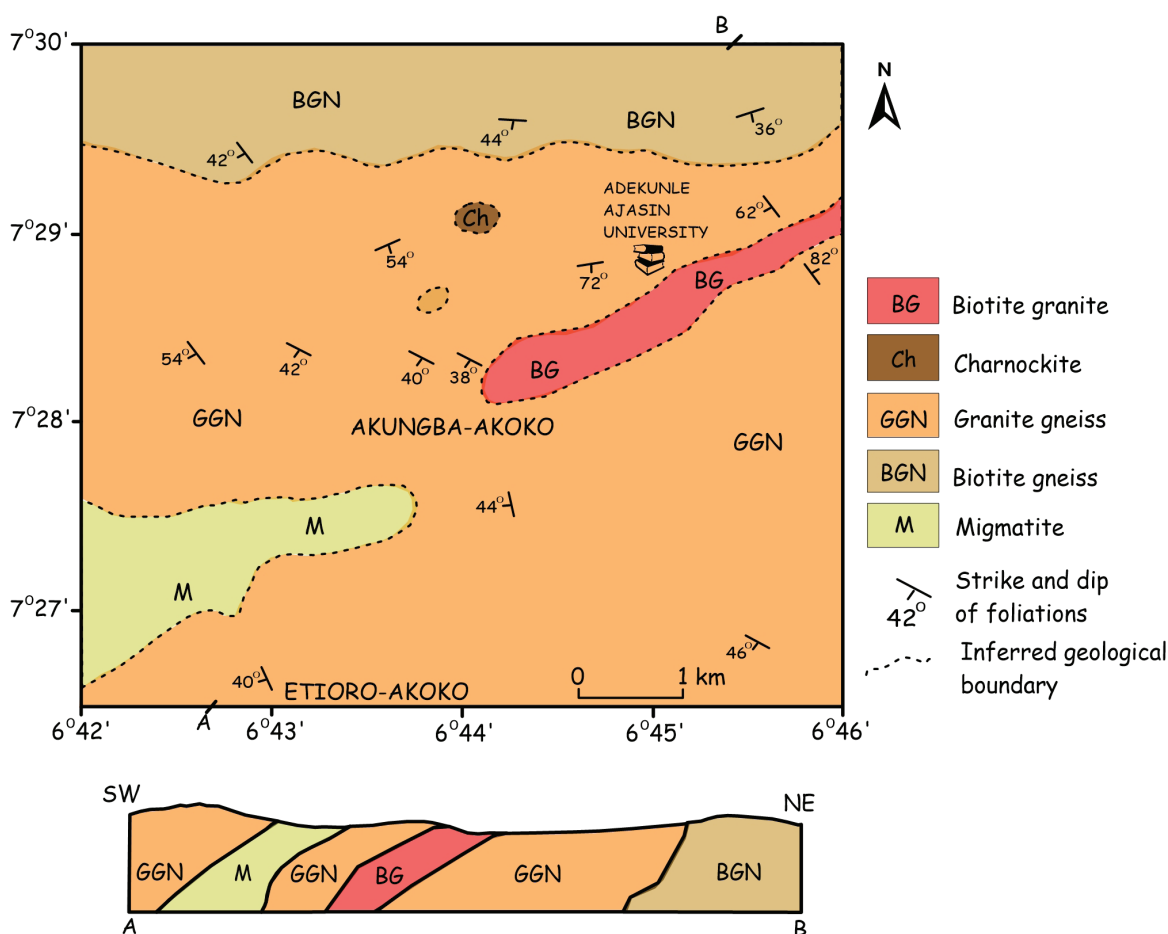 B
7°30'
N
BGN
BGN
44°
36°
42°
ADEKUNLE
AJASIN
UNIVERSITY
Ch
62°
7°29'
54°
72°
82°
BG
BG Biotite granite
54°
42°
40°
38°
BG
Ch Charnockite
7°28'
GGN
AKUNGBA-AKOKO
GGN
GGN Granite gneiss
BGN Biotite gneiss
44°
M
M Migmatite
M
7°27'
42°
Strike and dip
of foliations
46°
Inferred geological
boundary
40°
ETIORO-AKOKO
0 1 km
A
6°42' 6°43' 6°44' 6°45' 6°46'
SW
NE
GGN M GGN BG GGN BGN
A B